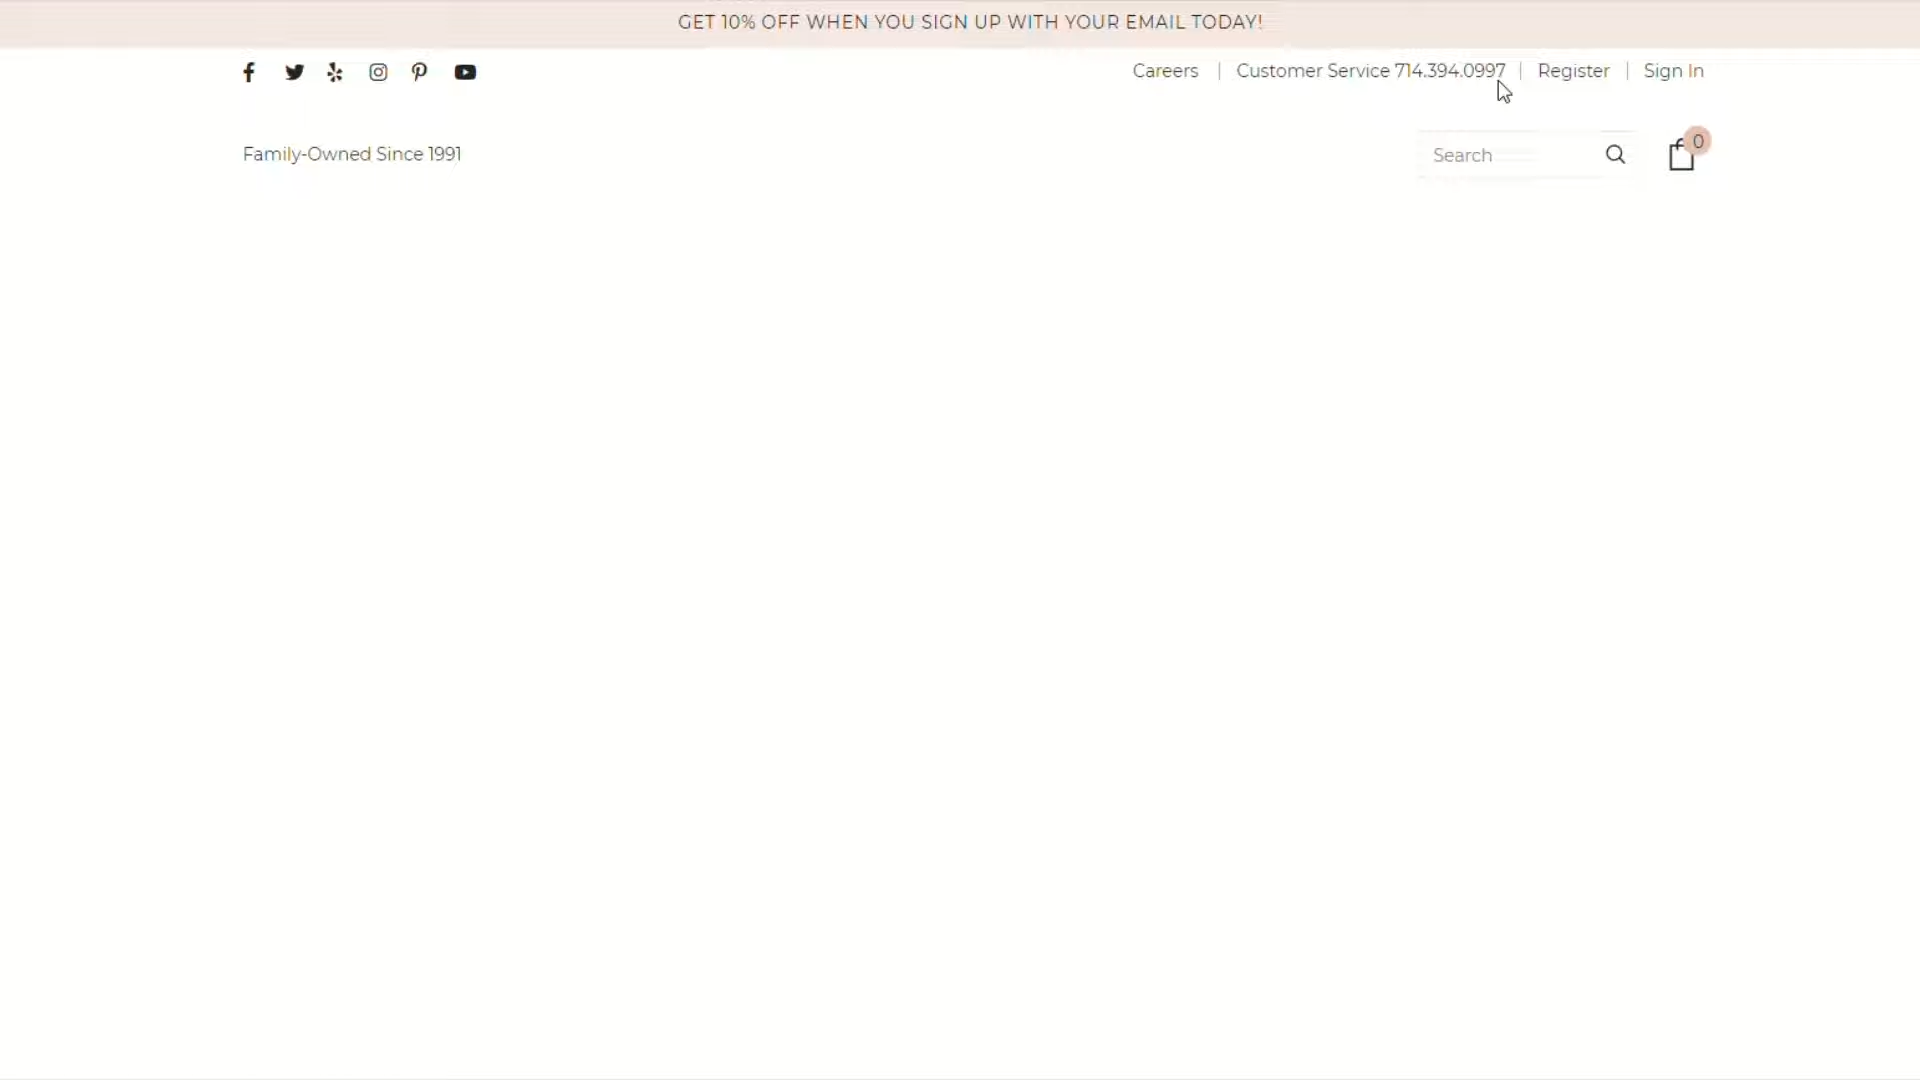 GET 10% OFF WHEN YOU SIGN UP WITH YOUR EMAIL TODAY!
Careers | Customer Service 714.394.0997 | Register | Sign In
Family-Owned Since 1991
Search
0